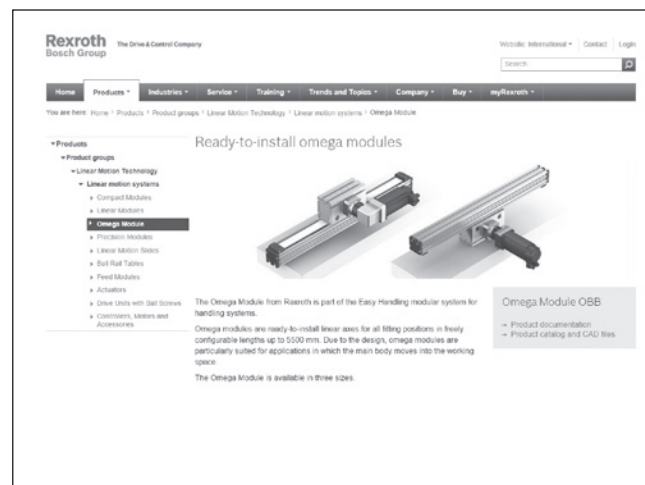 Rexroth
Bosch Group
The Drive & Control Company
Website: International
Contact
Login
Search
Home Products Industries Service Training Trends and Topics Company Buy myRexroth
You are here: Home Products Product groups Linear Motion Technology Linear motion systems Omega Module
Products
Product groups
Linear Motion Technology
Linear motion systems
Compact Modules
Linear Modules
Omega Module
Precision Modules
Linear Motion Slides
Ball Rail Tables
Feed Modules
Actuators
Drive Units with Ball Screws
Controllers, Motors and
Accessories
Ready-to-install omega modules
The Omega Module from Rexroth is part of the Easy Handling modular system for
handling systems.
Omega modules are ready-to-install linear axes for all fitting positions in freely
configurable lengths up to 5500 mm. Due to the design, omega modules are
particularly suited for applications in which the main body moves into the working
space.
The Omega Module is available in three sizes.
Omega Module OBB
→ Product documentation
→ Product catalog and CAD files